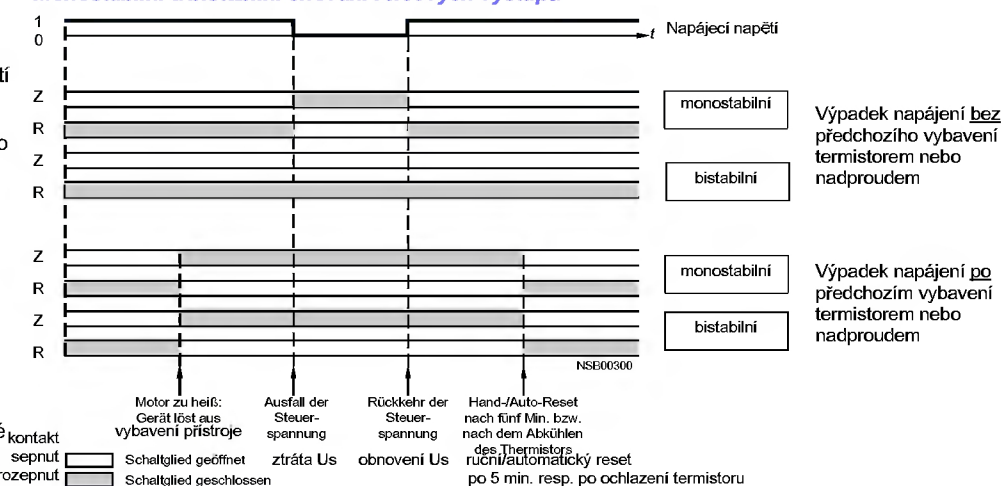 1
0
t
Napájecí napětí
Z
R
Z
R
monostabilní
bistabilní
Výpadek napájení bez
předchozího vybavení
termistorem nebo
nadproudem
Z
R
Z
R
monostabilní
bistabilní
Výpadek napájení po
předchozím vybavení
termistorem nebo
nadproudem
NSB00300
Motor zu heiß:
Gerät löst aus
vybavení přístroje
Ausfall der
Steuer-
spannung
ztráta Us
Rückkehr der
Steuer-
spannung
obnovení Us
Hand-/Auto-Reset
nach fünf Min. bzw.
nach dem Abkühlen
des Thermistors
ruční/automatický reset
po 5 min. resp. po ochlazení termistoru
kontakt
sepnut
Schaltglied geöffnet
rozepnut
Schaltglied geschlossen